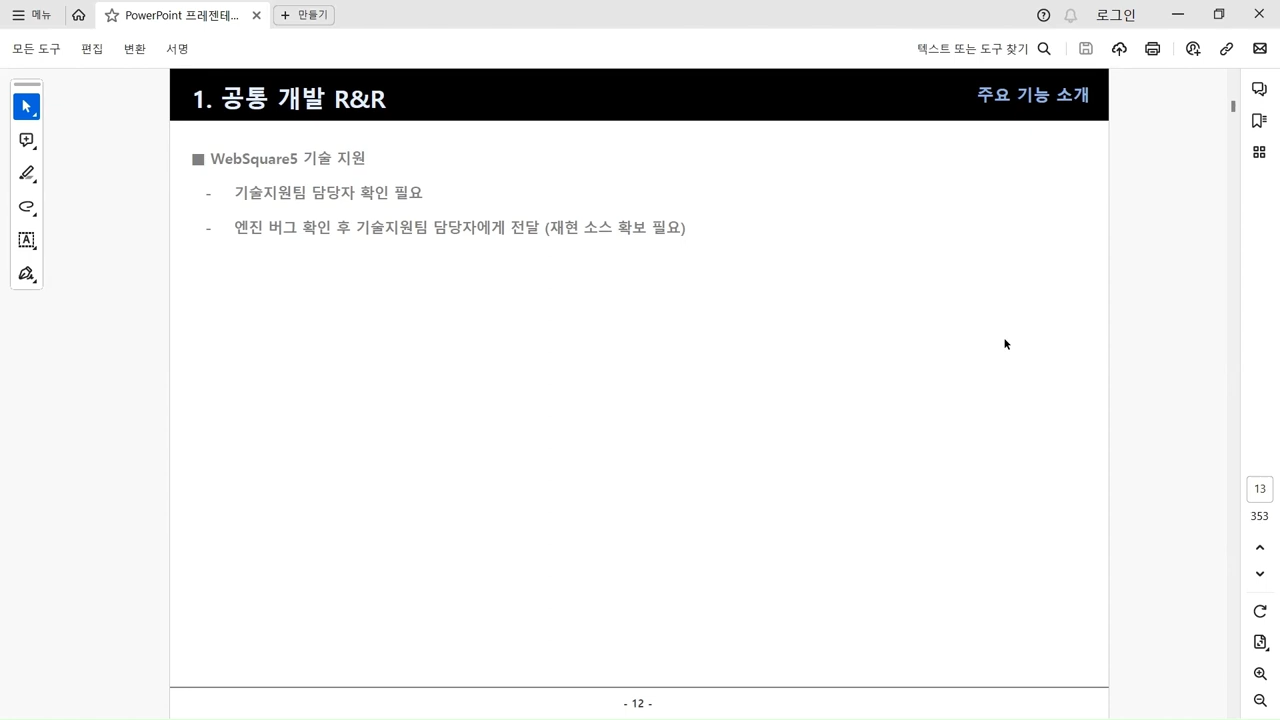 메뉴
PowerPoint 프레젠테...
만들기
로그인
모든 도구
편집
변환
서명
텍스트 또는 도구 찾기
1. 공통 개발 R&R
주요 기능 소개
■ WebSquare5 기술 지원
- 기술지원팀 담당자 확인 필요
- 엔진 버그 확인 후 기술지원팀 담당자에게 전달 (재현 소스 확보 필요)
13
353
- 12 -